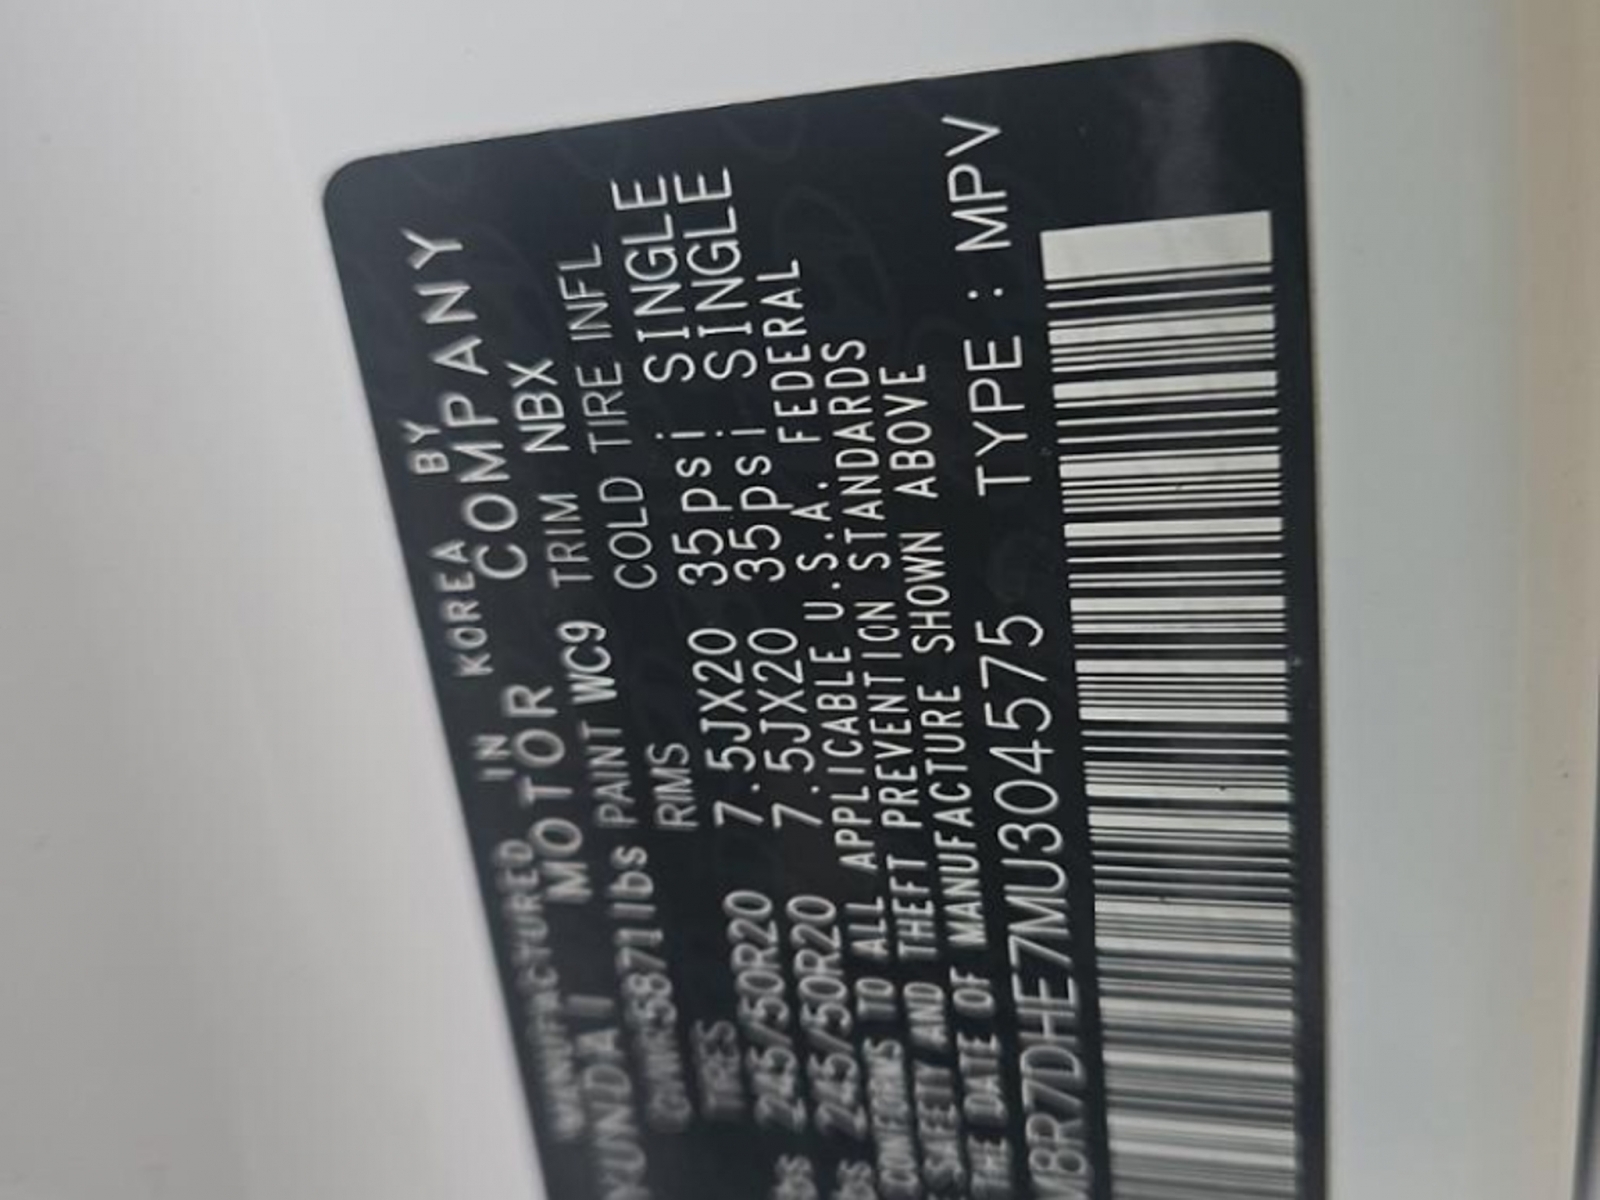 MANUFACTURED IN KOREA BY
HYUNDAI MOTOR COMPANY
GVWR 5871lbs PAINT WC9 TRIM NBX
TIRES RIMS COLD TIRE INFL
245/50R20 7.5JX20 35psi SINGLE
245/50R20 7.5JX20 35psi SINGLE
CONFORMS TO ALL APPLICABLE U.S.A. FEDERAL
SAFETY AND THEFT PREVENTION STANDARDS
THE DATE OF MANUFACTURE SHOWN ABOVE
M8R7DHE7MU304575 TYPE : MPV